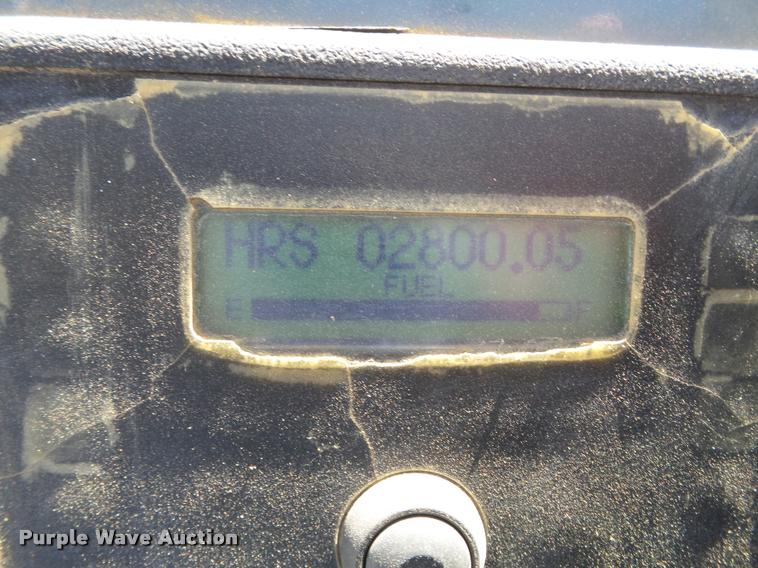 HRS 02800.05
FUEL
E F
Purple Wave Auction